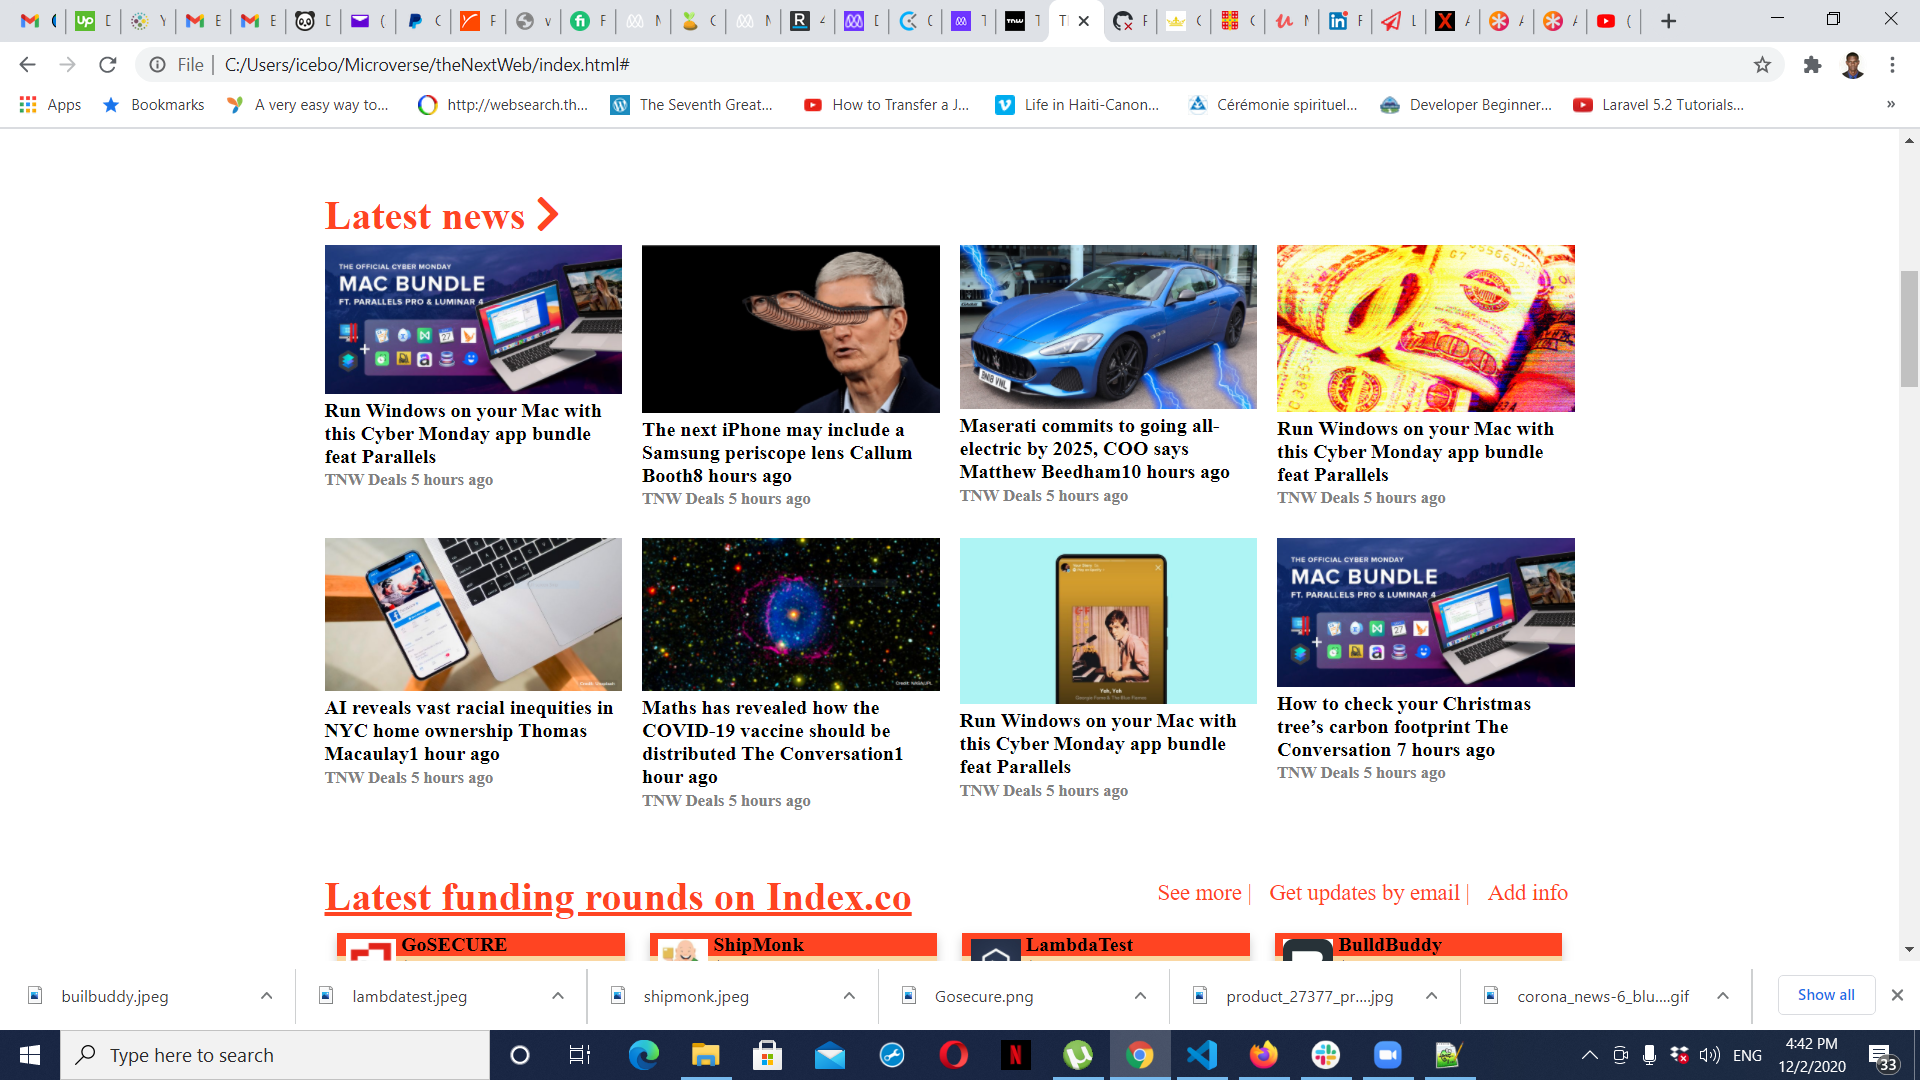 File | C:/Users/icebo/Microverse/theNextWeb/index.html#
Apps
Bookmarks
A very easy way to...
http://websearch.th...
The Seventh Great...
How to Transfer a J...
Life in Haiti-Canon...
Cérémonie spirituel...
Developer Beginner...
Laravel 5.2 Tutorials...
»
Latest news
THE OFFICIAL CYBER MONDAY
MAC BUNDLE
FT. PARALLELS PRO & LUMINAR 4
Run Windows on your Mac with
this Cyber Monday app bundle
feat Parallels
TNW Deals 5 hours ago
The next iPhone may include a
Samsung periscope lens Callum
Booth8 hours ago
TNW Deals 5 hours ago
BN18 VNL
Maserati commits to going all-
electric by 2025, COO says
Matthew Beedham10 hours ago
TNW Deals 5 hours ago
100
Run Windows on your Mac with
this Cyber Monday app bundle
feat Parallels
TNW Deals 5 hours ago
AI reveals vast racial inequities in
NYC home ownership Thomas
Macaulay1 hour ago
TNW Deals 5 hours ago
Credit: NASA/JPL
Maths has revealed how the
COVID-19 vaccine should be
distributed The Conversation1
hour ago
TNW Deals 5 hours ago
Yeh, Yeh
Run Windows on your Mac with
this Cyber Monday app bundle
feat Parallels
TNW Deals 5 hours ago
THE OFFICIAL CYBER MONDAY
MAC BUNDLE
FT. PARALLELS PRO & LUMINAR 4
How to check your Christmas
tree’s carbon footprint The
Conversation 7 hours ago
TNW Deals 5 hours ago
Latest funding rounds on Index.co
See more | Get updates by email | Add info
GoSECURE
ShipMonk
LambdaTest
BulldBuddy
builbuddy.jpeg
lambdatest.jpeg
shipmonk.jpeg
Gosecure.png
product_27377_pr....jpg
corona_news-6_blu....gif
Show all
Type here to search
ENG
4:42 PM
12/2/2020
33